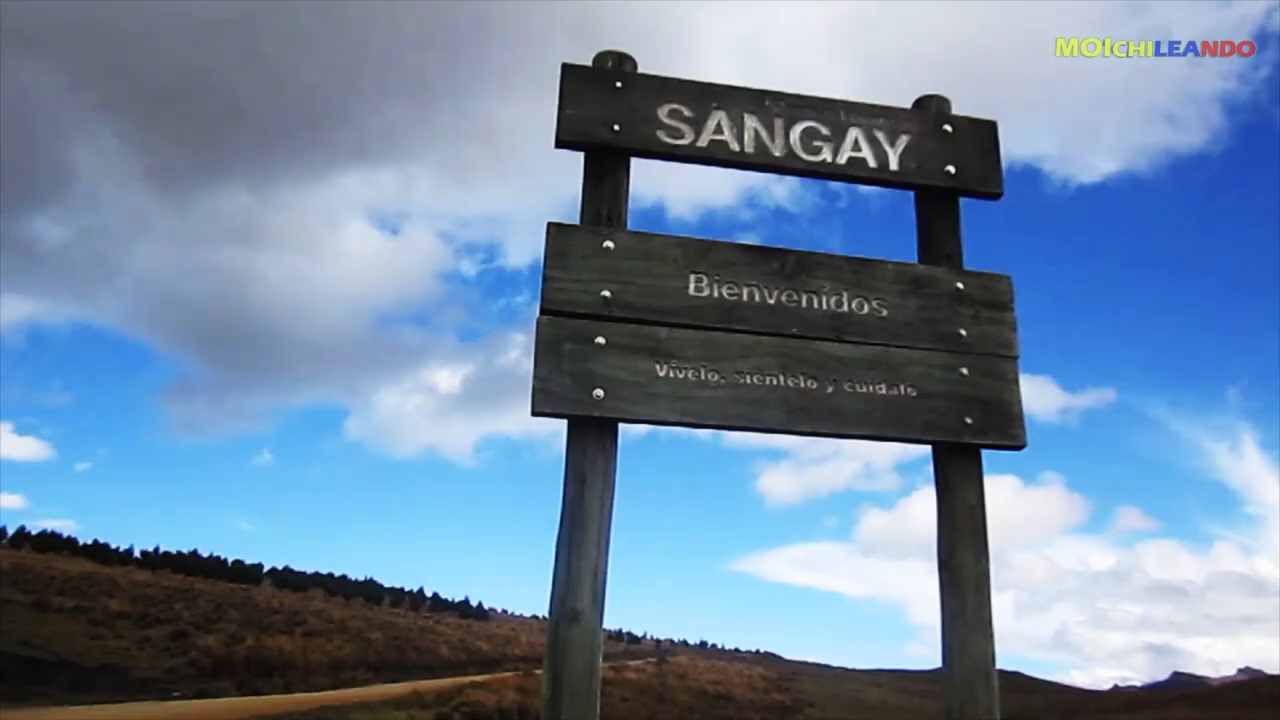 MOICHILEANDO
SANGAY
Bienvenidos
Vívelo, siéntelo y cuídalo